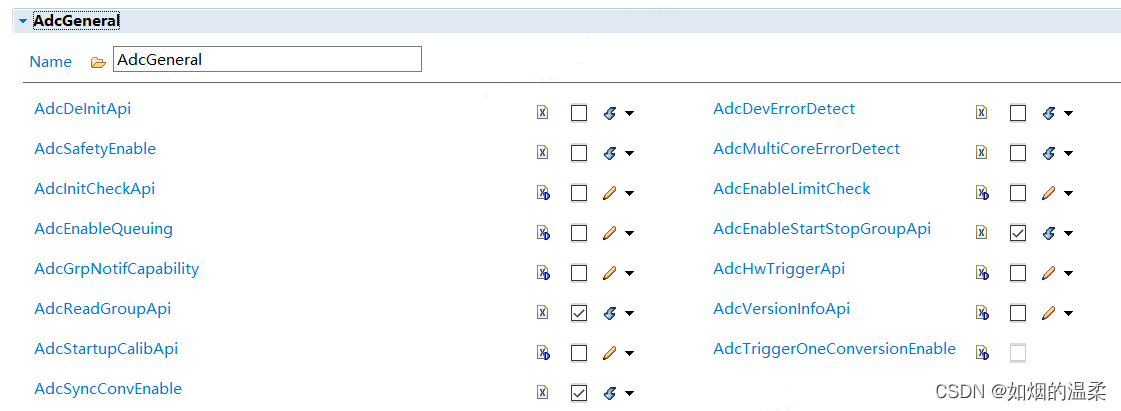 AdcGeneral
Name AdcGeneral
AdcDeInitApi AdcDevErrorDetect
AdcSafetyEnable AdcMultiCoreErrorDetect
AdcInitCheckApi AdcEnableLimitCheck
AdcEnableQueuing AdcEnableStartStopGroupApi
AdcGrpNotifCapability AdcHwTriggerApi
AdcReadGroupApi AdcVersionInfoApi
AdcStartupCalibApi AdcTriggerOneConversionEnable
AdcSyncConvEnable
CSDN @如烟的温柔